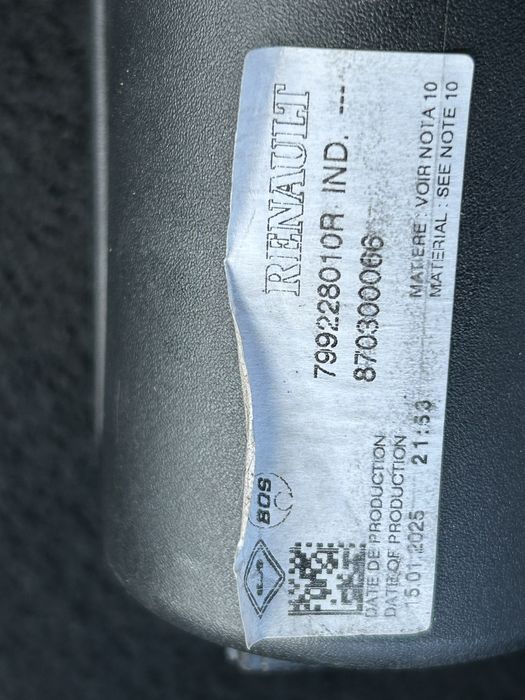 RENAULT
799228010R IND. ---
870300066
BOS
DATE DE PRODUCTION
DATE OF PRODUCTION
15.01.2025 21:53
MATIERE : VOIR NOTA 10
MATERIAL : SEE NOTE 10